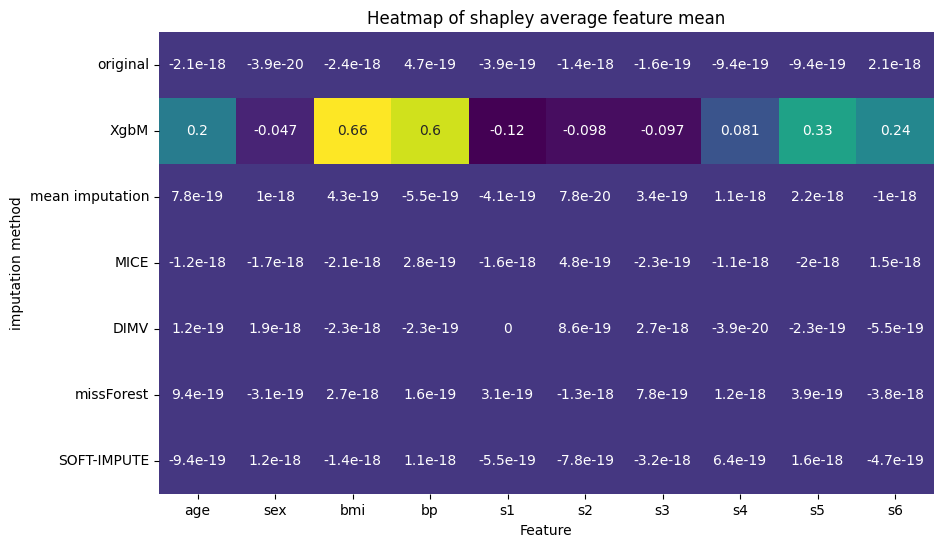 Heatmap of shapley average feature mean
original -2.1e-18 -3.9e-20 -2.4e-18 4.7e-19 -3.9e-19 -1.4e-18 -1.6e-19 -9.4e-19 -9.4e-19 2.1e-18
XgbM 0.2 -0.047 0.66 0.6 -0.12 -0.098 -0.097 0.081 0.33 0.24
mean imputation 7.8e-19 1e-18 4.3e-19 -5.5e-19 -4.1e-19 7.8e-20 3.4e-19 1.1e-18 2.2e-18 -1e-18
MICE -1.2e-18 -1.7e-18 -2.1e-18 2.8e-19 -1.6e-18 4.8e-19 -2.3e-19 -1.1e-18 -2e-18 1.5e-18
DIMV 1.2e-19 1.9e-18 -2.3e-18 -2.3e-19 0 8.6e-19 2.7e-18 -3.9e-20 -2.3e-19 -5.5e-19
missForest 9.4e-19 -3.1e-19 2.7e-18 1.6e-19 3.1e-19 -1.3e-18 7.8e-19 1.2e-18 3.9e-19 -3.8e-18
SOFT-IMPUTE -9.4e-19 1.2e-18 -1.4e-18 1.1e-18 -5.5e-19 -7.8e-19 -3.2e-18 6.4e-19 1.6e-18 -4.7e-19
age sex bmi bp s1 s2 s3 s4 s5 s6
Feature
imputation method